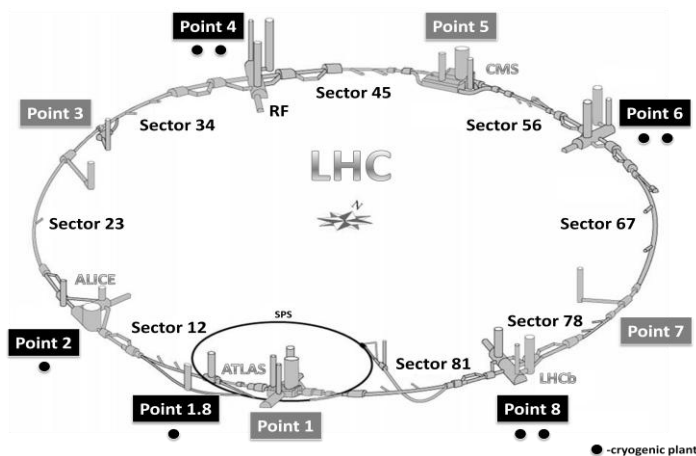 Point 4
Point 5
CMS
Sector 45
RF
Point 3
Sector 34
Sector 56
Point 6
LHC
N
Sector 23
Sector 67
ALICE
SPS
Sector 12
Sector 78
Point 7
Point 2
ATLAS
Sector 81
LHCb
Point 1.8
Point 1
Point 8
-cryogenic plant